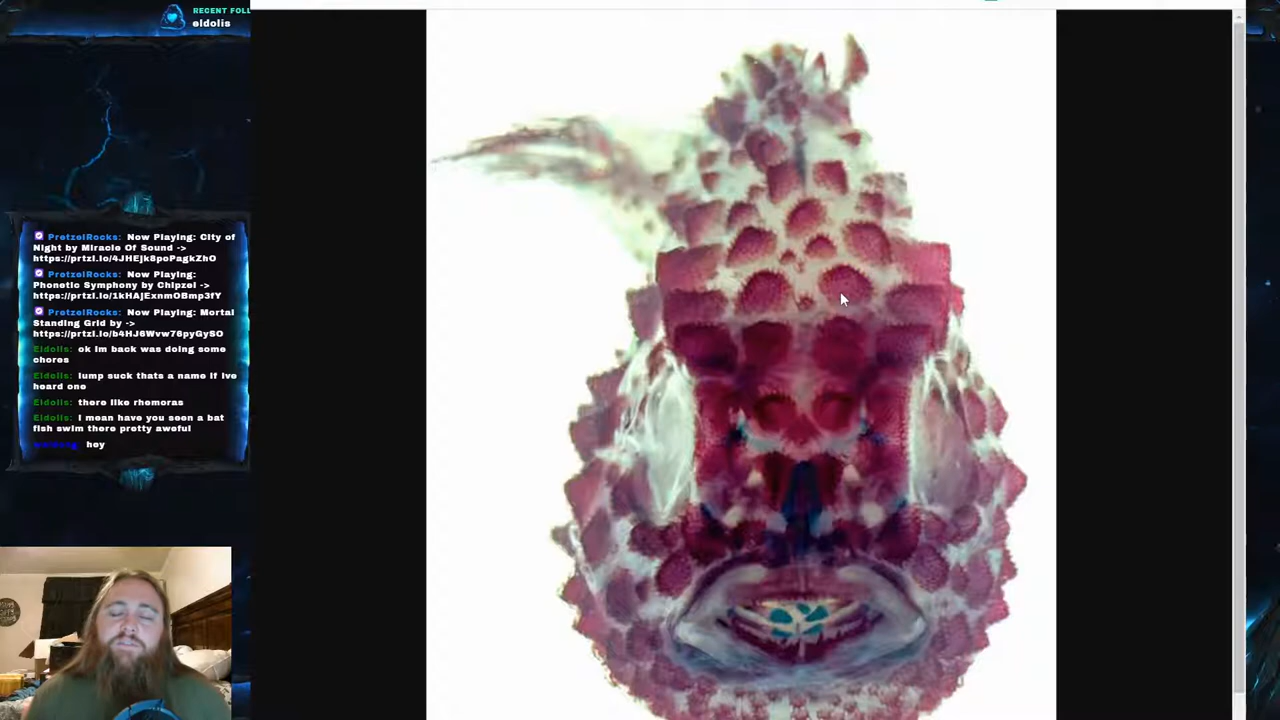 RECENT FOLL
eldolis
PretzelRocks: Now Playing: City of
Night by Miracle Of Sound ->
https://prtzl.io/4JHEjk8poPagkZhO
PretzelRocks: Now Playing:
Phonetic Symphony by Chipzel ->
https://prtzl.io/1kHAjExnmOBmp3fY
PretzelRocks: Now Playing: Mortal
Standing Grid by ->
https://prtzl.io/b4HJ6Wvw76pyGySO
Eldolis: ok im back was doing some
chores
Eldolis: lump suck thats a name if ive
heard one
Eldolis: there like rhemoras
Eldolis: I mean have you seen a bat
fish swim there pretty aweful
hey